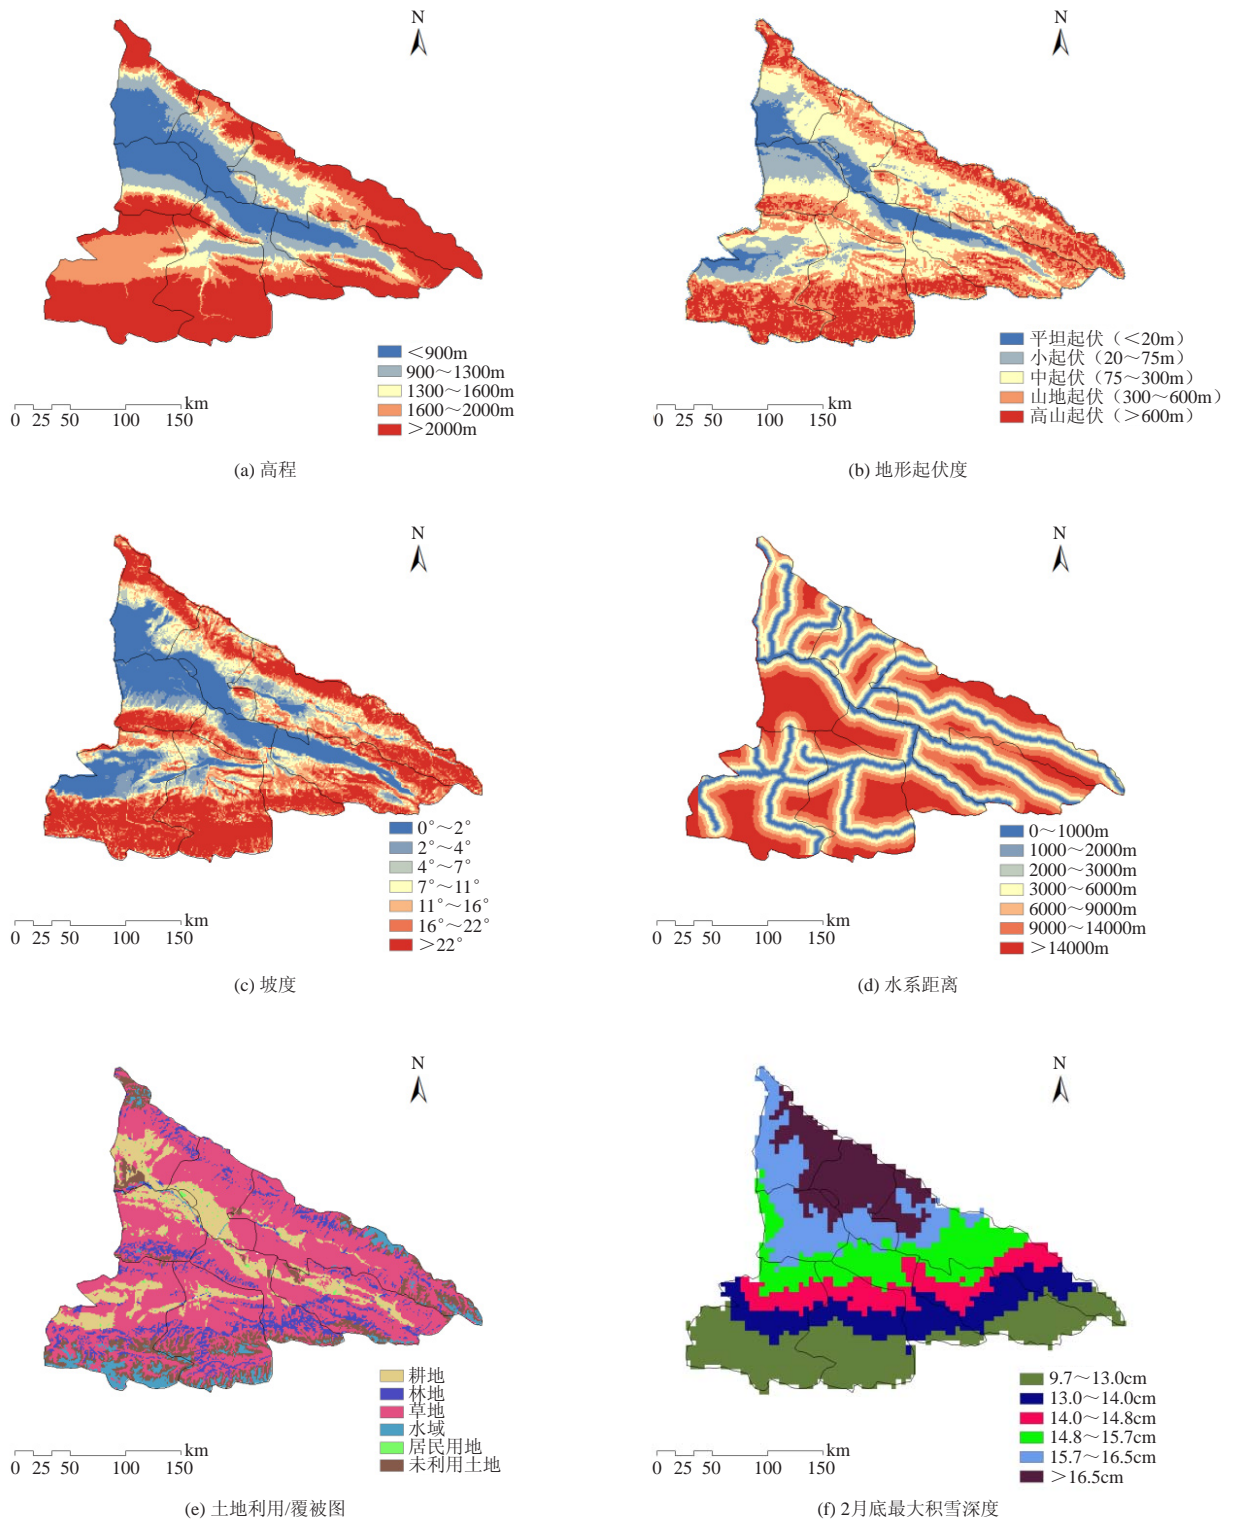 N
<900m
900～1300m
1300～1600m
1600～2000m
>2000m
km
0 25 50 100 150
(a) 高程
N
平坦起伏（<20m）
小起伏（20～75m）
中起伏（75～300m）
山地起伏（300～600m）
高山起伏（>600m）
km
0 25 50 100 150
(b) 地形起伏度
N
0°～2°
2°～4°
4°～7°
7°～11°
11°～16°
16°～22°
>22°
km
0 25 50 100 150
(c) 坡度
N
0～1000m
1000～2000m
2000～3000m
3000～6000m
6000～9000m
9000～14000m
>14000m
km
0 25 50 100 150
(d) 水系距离
N
耕地
林地
草地
水域
居民用地
未利用土地
km
0 25 50 100 150
(e) 土地利用/覆被图
N
9.7～13.0cm
13.0～14.0cm
14.0～14.8cm
14.8～15.7cm
15.7～16.5cm
>16.5cm
km
0 25 50 100 150
(f) 2月底最大积雪深度